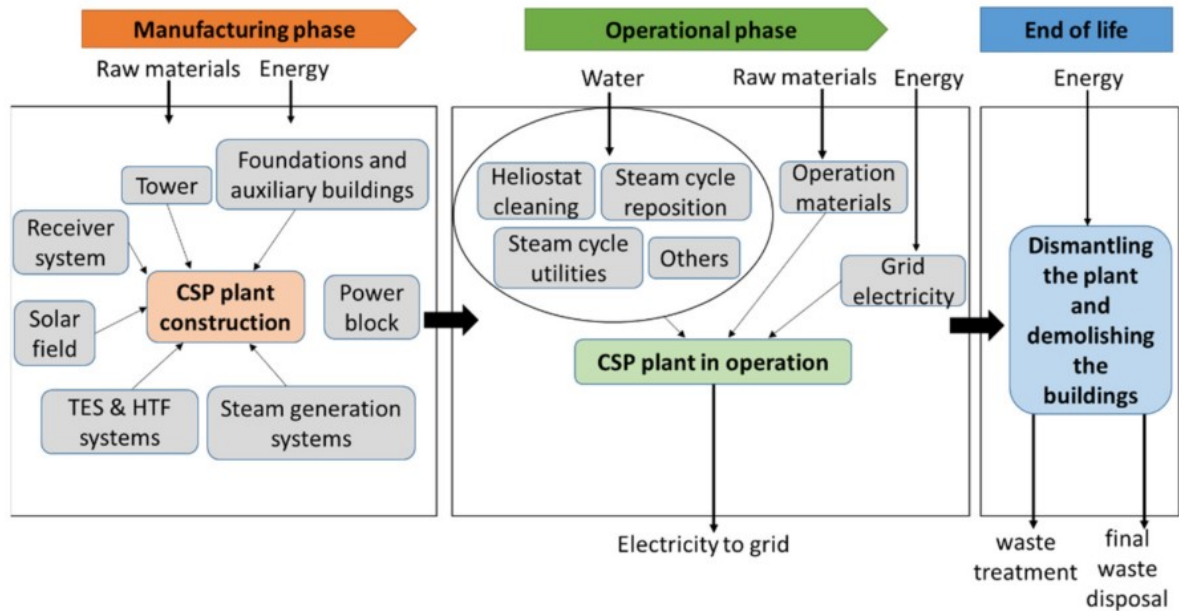 Manufacturing phase
Operational phase
End of life
Raw materials
Energy
Water
Raw materials
Energy
Energy
Foundations and
auxiliary buildings
Tower
Receiver
system
CSP plant
construction
Power
block
Solar
field
TES & HTF
systems
Steam generation
systems
Heliostat
cleaning
Steam cycle
reposition
Steam cycle
utilities
Others
Operation
materials
Grid
electricity
CSP plant in operation
Electricity to grid
Dismantling
the plant
and
demolishing
the
buildings
waste
treatment
final
waste
disposal